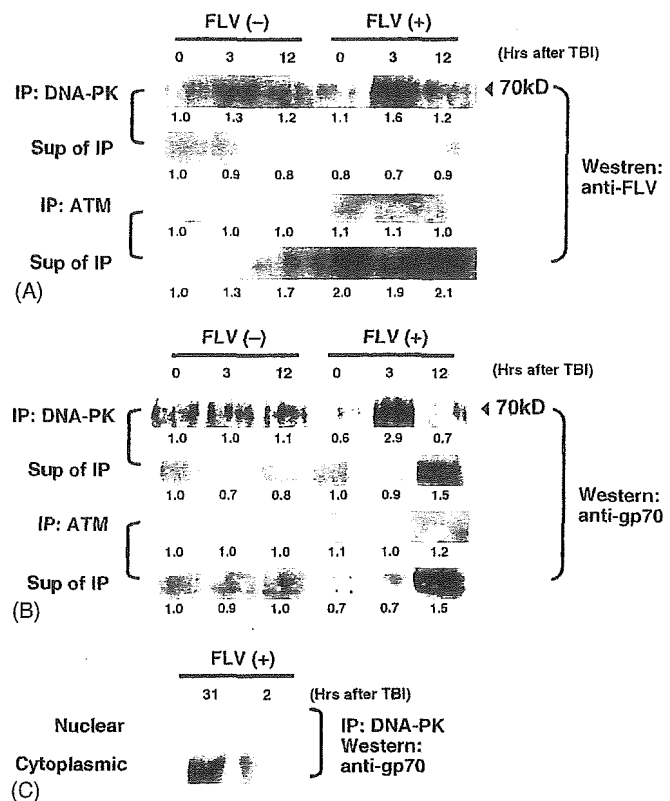 FLV (–) FLV (+)
0 3 12 0 3 12 (Hrs after TBI)
IP: DNA-PK 70kD
1.0 1.3 1.2 1.1 1.6 1.2
Sup of IP
1.0 0.9 0.8 0.8 0.7 0.9
Westren:
anti-FLV
IP: ATM
1.0 1.0 1.0 1.1 1.1 1.0
Sup of IP
(A) 1.0 1.3 1.7 2.0 1.9 2.1
FLV (–) FLV (+)
0 3 12 0 3 12 (Hrs after TBI)
IP: DNA-PK 70kD
1.0 1.0 1.1 0.6 2.9 0.7
Sup of IP
1.0 0.7 0.8 1.0 0.9 1.5
Western:
anti-gp70
IP: ATM
1.0 1.0 1.0 1.1 1.0 1.2
Sup of IP
(B) 1.0 0.9 1.0 0.7 0.7 1.5
FLV (+)
31 2 (Hrs after TBI)
Nuclear IP: DNA-PK
Western:
Cytoplasmic anti-gp70
(C)